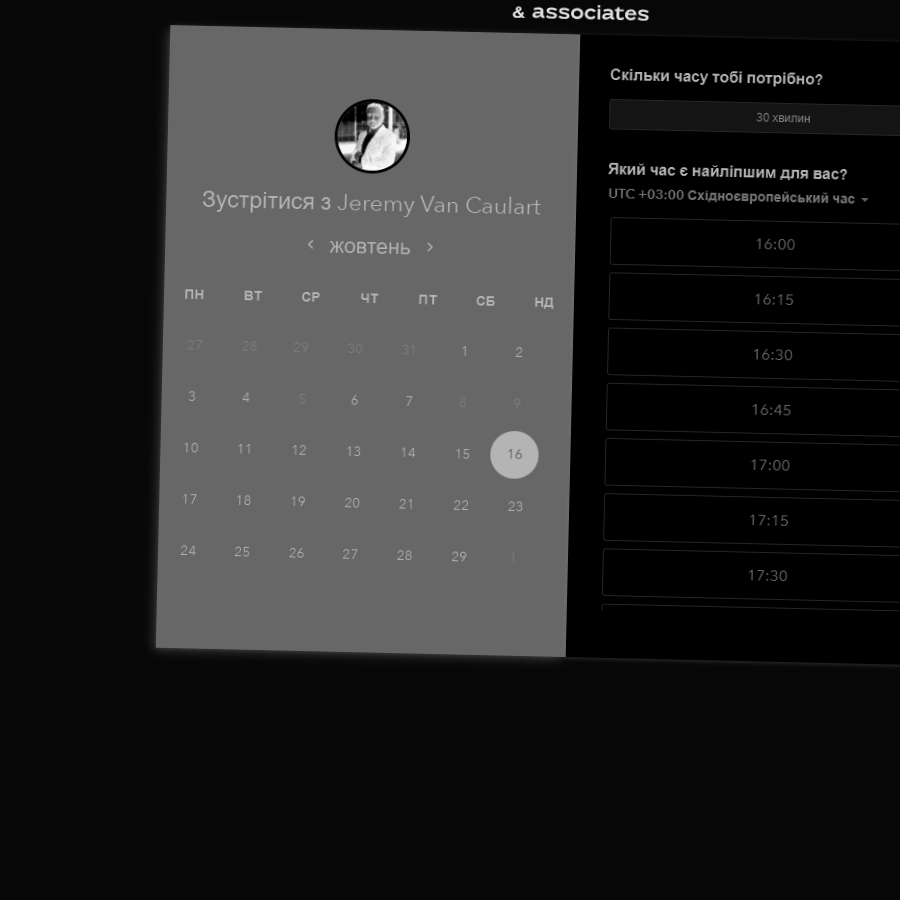 & associates
Зустрітися з Jeremy Van Caulart
жовтень
ПН ВТ СР ЧТ ПТ СБ НД
27 28 29 30 31 1 2
3 4 5 6 7 8 9
10 11 12 13 14 15 16
17 18 19 20 21 22 23
24 25 26 27 28 29 1
Скільки часу тобі потрібно?
30 хвилин
Який час є найліпшим для вас?
UTC +03:00 Східноєвропейський час
16:00
16:15
16:30
16:45
17:00
17:15
17:30